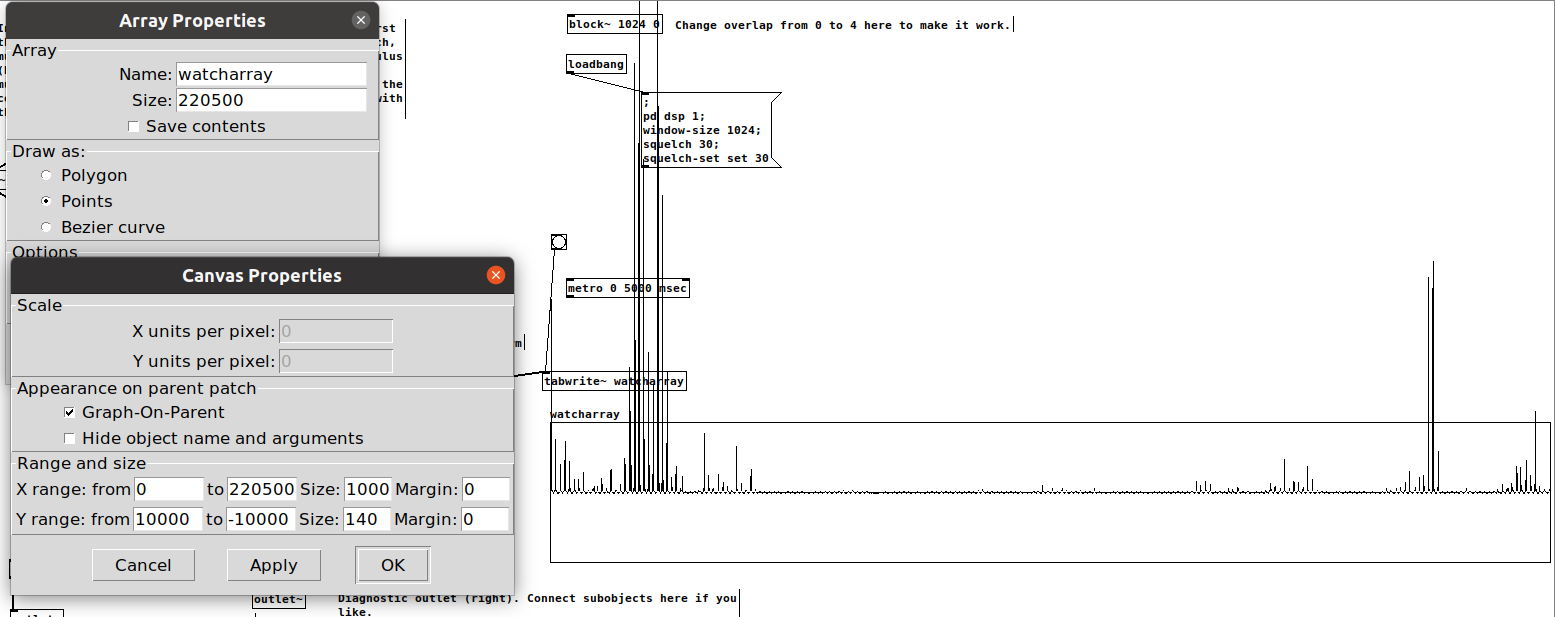 Array Properties
Array
Name: watcharray
Size: 220500
Save contents
Draw as:
Polygon
Points
Bezier curve
Options
Canvas Properties
Scale
X units per pixel: 0
Y units per pixel: 0
Appearance on parent patch
Graph-On-Parent
Hide object name and arguments
Range and size
X range: from 0 to 220500 Size: 1000 Margin: 0
Y range: from 10000 to -10000 Size: 140 Margin: 0
Cancel Apply OK
block~ 1024 0
Change overlap from 0 to 4 here to make it work.
loadbang
;
pd dsp 1;
window-size 1024;
squelch 30;
squelch-set set 30
the
with
metro 0 5000 msec
tabwrite~ watcharray
watcharray
outlet~
Diagnostic outlet (right). Connect subobjects here if you
like.